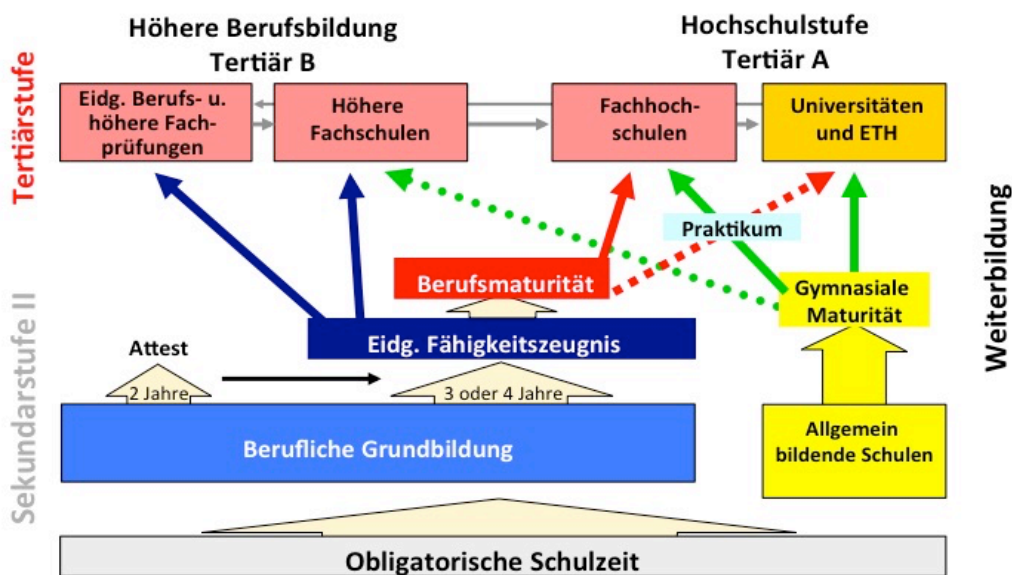 Höhere Berufsbildung
Tertiär B
Hochschulstufe
Tertiär A
Tertiärstufe
Eidg. Berufs- u.
höhere Fach-
prüfungen
Höhere
Fachschulen
Fachhoch-
schulen
Universitäten
und ETH
Praktikum
Weiterbildung
Berufsmaturität
Gymnasiale
Maturität
Eidg. Fähigkeitszeugnis
Sekundarstufe II
Attest
2 Jahre
3 oder 4 Jahre
Berufliche Grundbildung
Allgemein
bildende Schulen
Obligatorische Schulzeit